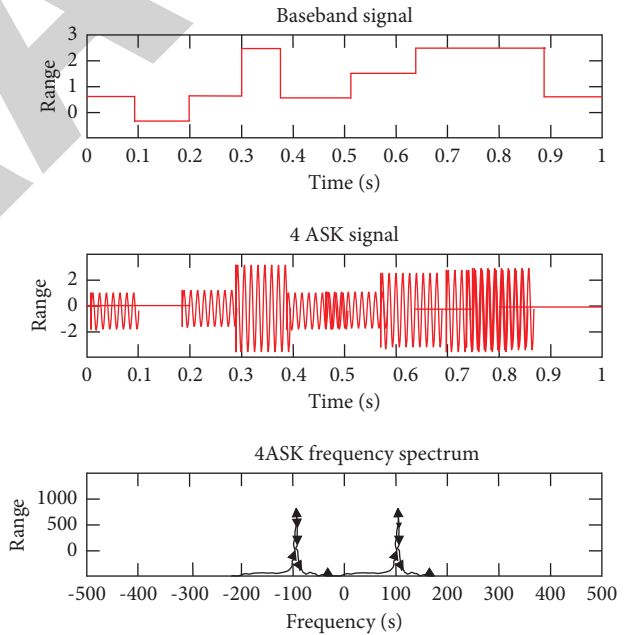 Baseband signal
3
2
1
0
Range
0 0.1 0.2 0.3 0.4 0.5 0.6 0.7 0.8 0.9 1
Time (s)
4 ASK signal
2
0
-2
Range
0 0.1 0.2 0.3 0.4 0.5 0.6 0.7 0.8 0.9 1
Time (s)
4ASK frequency spectrum
1000
500
0
Range
-500 -400 -300 -200 -100 0 100 200 300 400 500
Frequency (s)